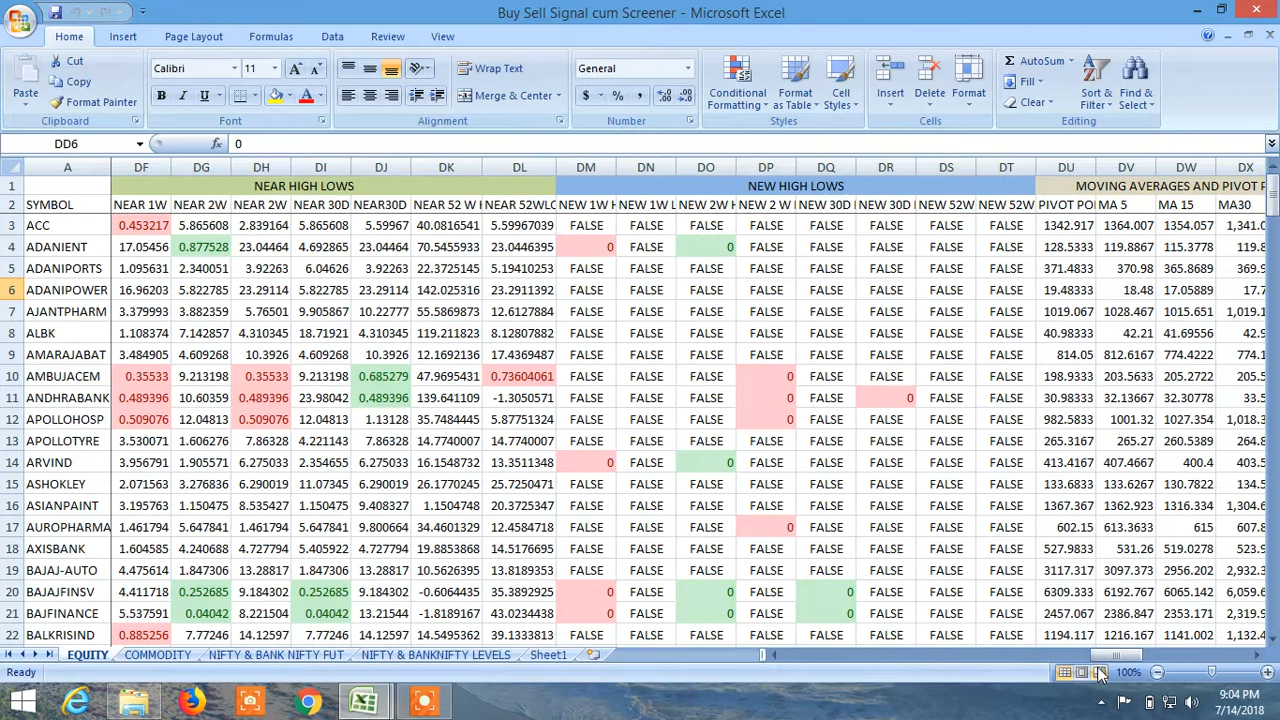 Buy Sell Signal cum Screener - Microsoft Excel
Home Insert Page Layout Formulas Data Review View
Cut Calibri 11 Wrap Text General AutoSum
Copy Fill
Paste Format Painter Merge & Center $ % , Conditional Formatting Format as Table Cell Styles Insert Delete Format Clear Sort & Filter Find & Select
Clipboard Font Alignment Number Styles Cells Editing
DD6 fx 0
A DF DG DH DI DJ DK DL DM DN DO DP DQ DR DS DT DU DV DW DX
1 NEAR HIGH LOWS NEW HIGH LOWS MOVING AVERAGES AND PIVOT
2 SYMBOL NEAR 1W NEAR 2W NEAR 2W NEAR 30D NEAR30D NEAR 52 W NEAR 52WLO NEW 1W NEW 1W NEW 2W NEW 2 W NEW 30D NEW 30D NEW 52W NEW 52W PIVOT PO MA 5 MA 15 MA30
3 ACC 0.453217 5.865608 2.839164 5.865608 5.59967 40.0816541 5.59967039 FALSE FALSE FALSE FALSE FALSE FALSE FALSE FALSE 1342.917 1364.007 1354.057 1,341.0
4 ADANIENT 17.05456 0.877528 23.04464 4.692865 23.04464 70.5455933 23.0446395 0 FALSE 0 FALSE FALSE FALSE FALSE FALSE 128.5333 119.8867 115.3778 119.8
5 ADANIPORTS 1.095631 2.340051 3.92263 6.04626 3.92263 22.3725145 5.19410253 FALSE FALSE FALSE FALSE FALSE FALSE FALSE FALSE 371.4833 370.98 365.8689 369.9
6 ADANIPOWER 16.96203 5.822785 23.29114 5.822785 23.29114 142.025316 23.2911392 FALSE FALSE FALSE FALSE FALSE FALSE FALSE FALSE 19.48333 18.48 17.05889 17.7
7 AJANTPHARM 3.379993 3.882359 5.76501 9.905867 10.22777 55.5869873 12.6127884 FALSE FALSE FALSE FALSE FALSE FALSE FALSE FALSE 1019.067 1028.467 1015.651 1,019.1
8 ALBK 1.108374 7.142857 4.310345 18.71921 4.310345 119.211823 8.12807882 FALSE FALSE FALSE FALSE FALSE FALSE FALSE FALSE 40.98333 42.21 41.69556 42.9
9 AMARAJABAT 3.484905 4.609268 10.3926 4.609268 10.3926 12.1692136 17.4369487 FALSE FALSE FALSE FALSE FALSE FALSE FALSE FALSE 814.05 812.6167 774.4222 774.1
10 AMBUJACEM 0.35533 9.213198 0.35533 9.213198 0.685279 47.9695431 0.73604061 FALSE FALSE FALSE 0 FALSE FALSE FALSE FALSE 198.9333 203.5633 205.2722 205.5
11 ANDHRABANK 0.489396 10.60359 0.489396 23.98042 0.489396 139.641109 -1.3050571 FALSE FALSE FALSE 0 FALSE 0 FALSE FALSE 30.98333 32.13667 32.30778 33.5
12 APOLLOHOSP 0.509076 12.04813 0.509076 12.04813 1.13128 35.7484445 5.87751324 FALSE FALSE FALSE 0 FALSE FALSE FALSE FALSE 982.5833 1001.32 1027.354 1,018.3
13 APOLLOTYRE 3.530071 1.606276 7.86328 4.221143 7.86328 14.7740007 14.7740007 FALSE FALSE FALSE FALSE FALSE FALSE FALSE FALSE 265.3167 265.27 260.5389 264.8
14 ARVIND 3.956791 1.905571 6.275033 2.354655 6.275033 16.1548732 13.3511348 0 FALSE 0 FALSE FALSE FALSE FALSE FALSE 413.4167 407.4667 400.4 403.5
15 ASHOKLEY 2.071563 3.276836 6.290019 11.07345 6.290019 26.1770245 7.25047081 FALSE FALSE FALSE FALSE FALSE FALSE FALSE FALSE 133.6833 133.6267 130.7822 134.5
16 ASIANPAINT 3.195763 1.150475 8.535427 1.150475 9.408327 1.1504748 20.3725347 FALSE FALSE FALSE FALSE FALSE FALSE FALSE FALSE 1367.367 1362.923 1316.334 1,304.6
17 AUROPHARMA 1.461794 5.647841 1.461794 5.647841 9.800664 34.4601329 12.4584718 FALSE FALSE FALSE 0 FALSE FALSE FALSE FALSE 602.15 613.3633 615 607.8
18 AXISBANK 1.604585 4.240688 4.727794 5.405922 4.727794 19.8853868 14.5176695 FALSE FALSE FALSE FALSE FALSE FALSE FALSE FALSE 527.9833 531.26 519.0278 523.9
19 BAJAJ-AUTO 4.475614 1.847306 13.28817 1.847306 13.28817 10.5626395 13.8189353 FALSE FALSE FALSE FALSE FALSE FALSE FALSE FALSE 3117.317 3097.373 2956.202 2,932.3
20 BAJAJFINSV 4.411718 0.252685 9.184302 0.252685 9.184302 -0.6064435 35.3892925 0 FALSE 0 FALSE 0 FALSE FALSE FALSE 6309.333 6192.767 6065.142 6,059.6
21 BAJFINANCE 5.537591 0.04042 8.221504 0.04042 13.21544 -1.8189167 43.0234438 0 FALSE 0 FALSE 0 FALSE FALSE FALSE 2457.067 2386.847 2353.171 2,319.9
22 BALKRISIND 0.885256 7.77246 14.12597 7.77246 14.12597 14.5495362 39.1333813 FALSE FALSE FALSE FALSE FALSE FALSE FALSE FALSE 1194.117 1216.167 1141.002 1,132.4
EQUITY COMMODITY NIFTY & BANK NIFTY FUT NIFTY & BANKNIFTY LEVELS Sheet1
Ready 100%
9:04 PM
7/14/2018